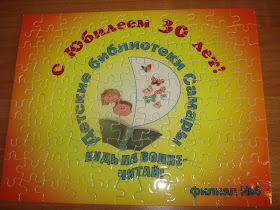 С Юбилеем 30 лет!
Детские библиотеки Самары
БУДЬ НА ВОЛНЕ-
ЧИТАЙ!
филиал №6